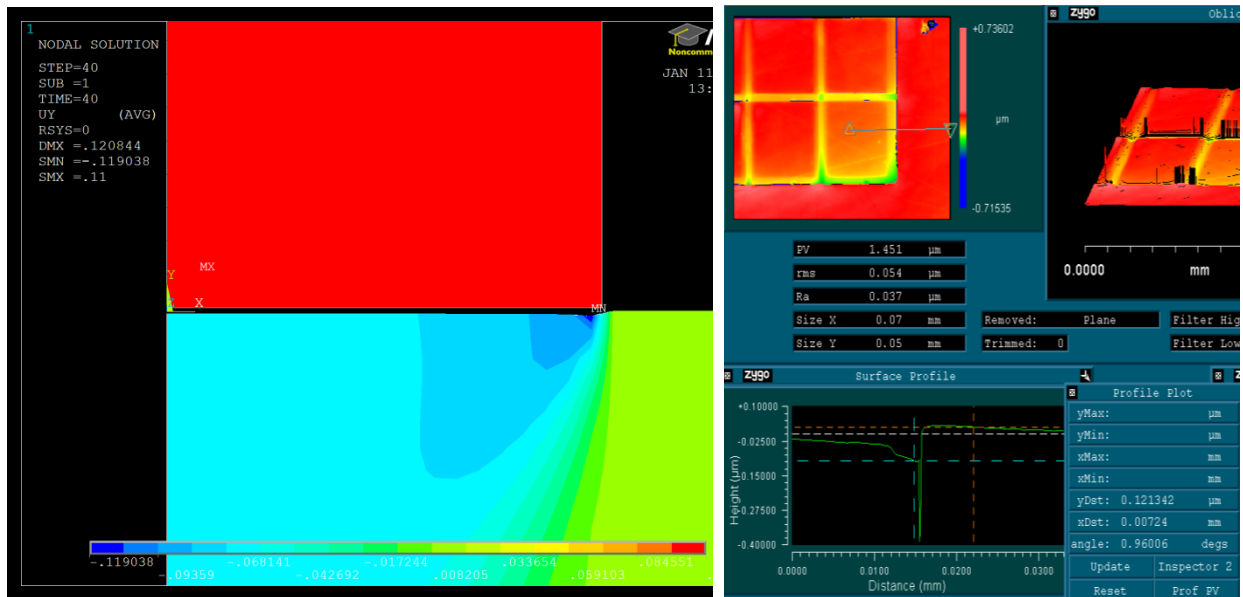 1
NODAL SOLUTION
STEP=40
SUB =1
TIME=40
UY (AVG)
RSYS=0
DMX =.120844
SMN=-.119038
SMX =.11
Noncomm
JAN 11
13:
MX
Y
Z X
MN
-.119038 -.068141 -.017244 .033654 .084551
-.09359 -.042692 .008205 .059103
+0.73602
µm
-0.71535
zygo Obli
0.0000 mm
PV 1.451 µm
rms 0.054 µm
Ra 0.037 µm
Size X 0.07 mm
Size Y 0.05 mm
Removed: Plane
Trimmed: 0
Filter Hig
Filter Low
zygo Surface Profile
+0.10000
-0.02500
-0.15000
-0.27500
-0.40000
Height (µm)
0.0000 0.0100 0.0200 0.0300
Distance (mm)
Profile Plot
yMax: µm
yMin: µm
xMax: mm
xMin: mm
yDst: 0.121342 µm
xDst: 0.00724 mm
angle: 0.96006 degs
Update Inspector 2
Reset Prof PV